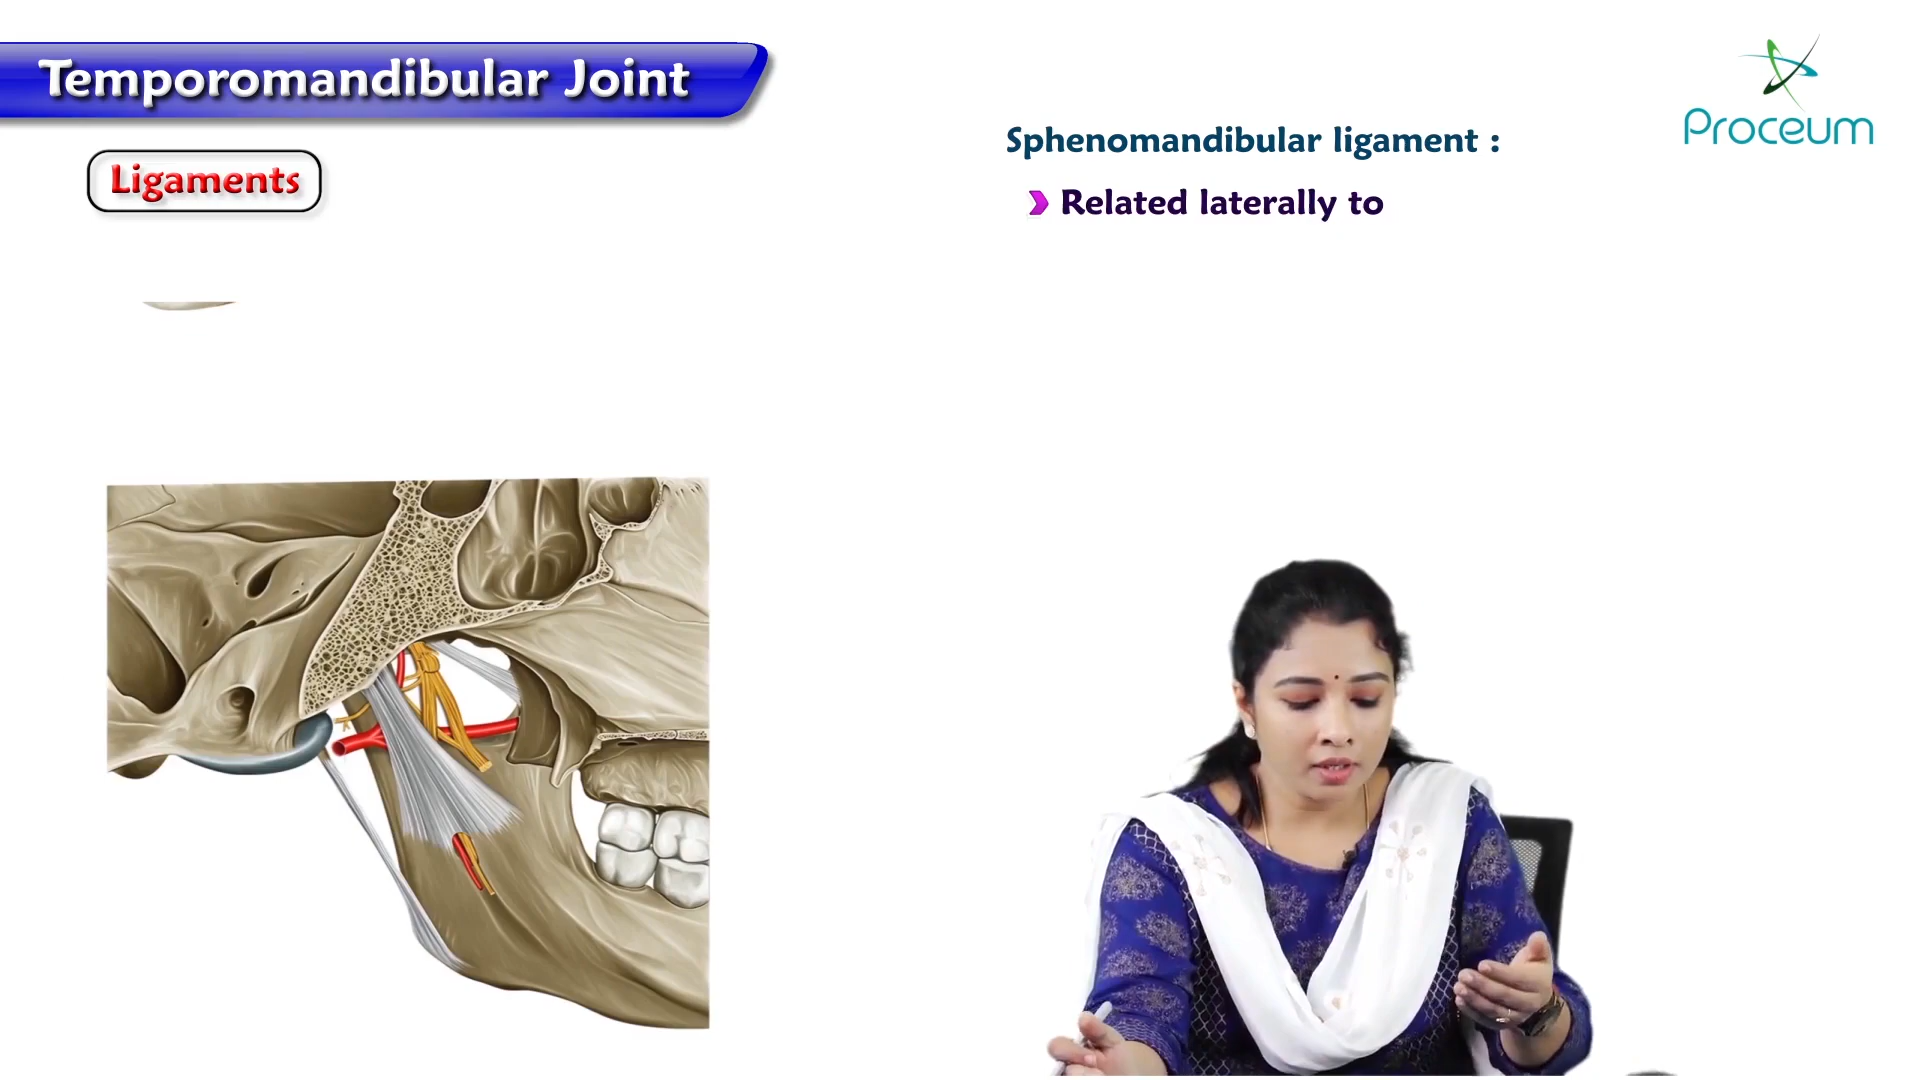 Temporomandibular Joint
Ligaments
Proceum
Sphenomandibular ligament :
Related laterally to